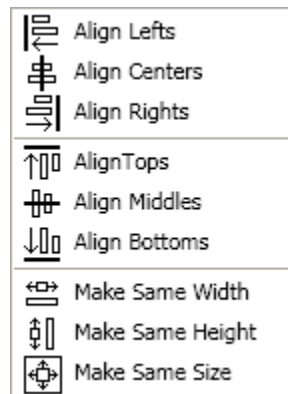 Align Lefts
Align Centers
Align Rights
AlignTops
Align Middles
Align Bottoms
Make Same Width
Make Same Height
Make Same Size